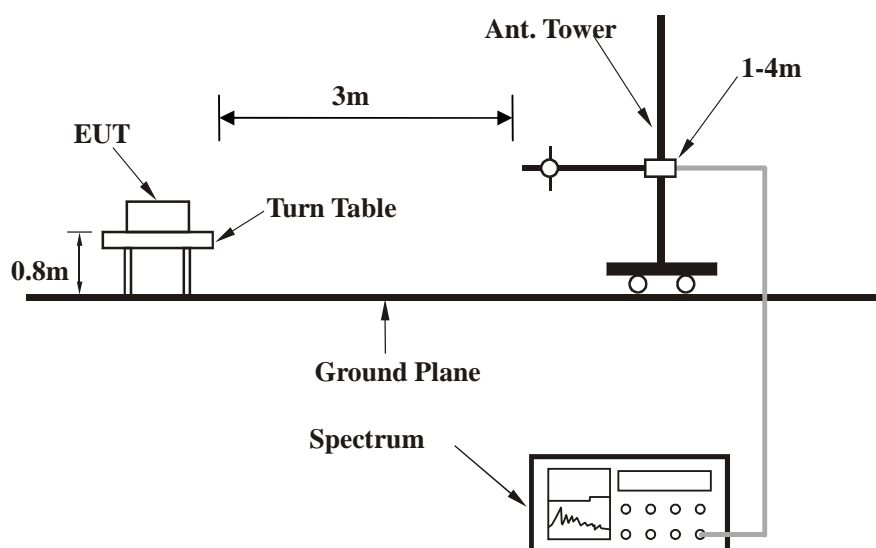 Ant. Tower
1-4m
3m
EUT
Turn Table
0.8m
Ground Plane
Spectrum